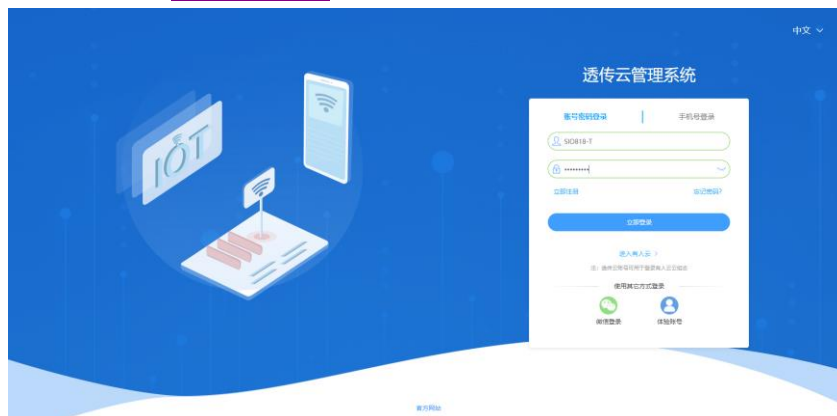 中文
IOT
透传云管理系统
账号密码登录 手机号登录
SIO818-T
•••••••••
立即注册 忘记密码?
立即登录
进入有人云 >
使用其它方式登录
微信登录 体验账号
官方网站